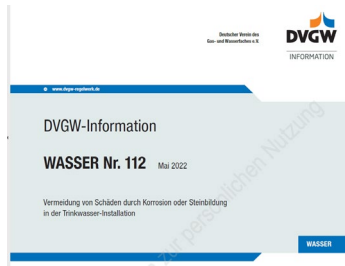 Deutscher Verein des
Gas- und Wasserfaches e.V.
DVGW
INFORMATION
www.dvgw-regelwerk.de
DVGW-Information
WASSER Nr. 112 Mai 2022
Vermeidung von Schäden durch Korrosion oder Steinbildung
in der Trinkwasser-Installation
zur persönlichen Nutzung
WASSER